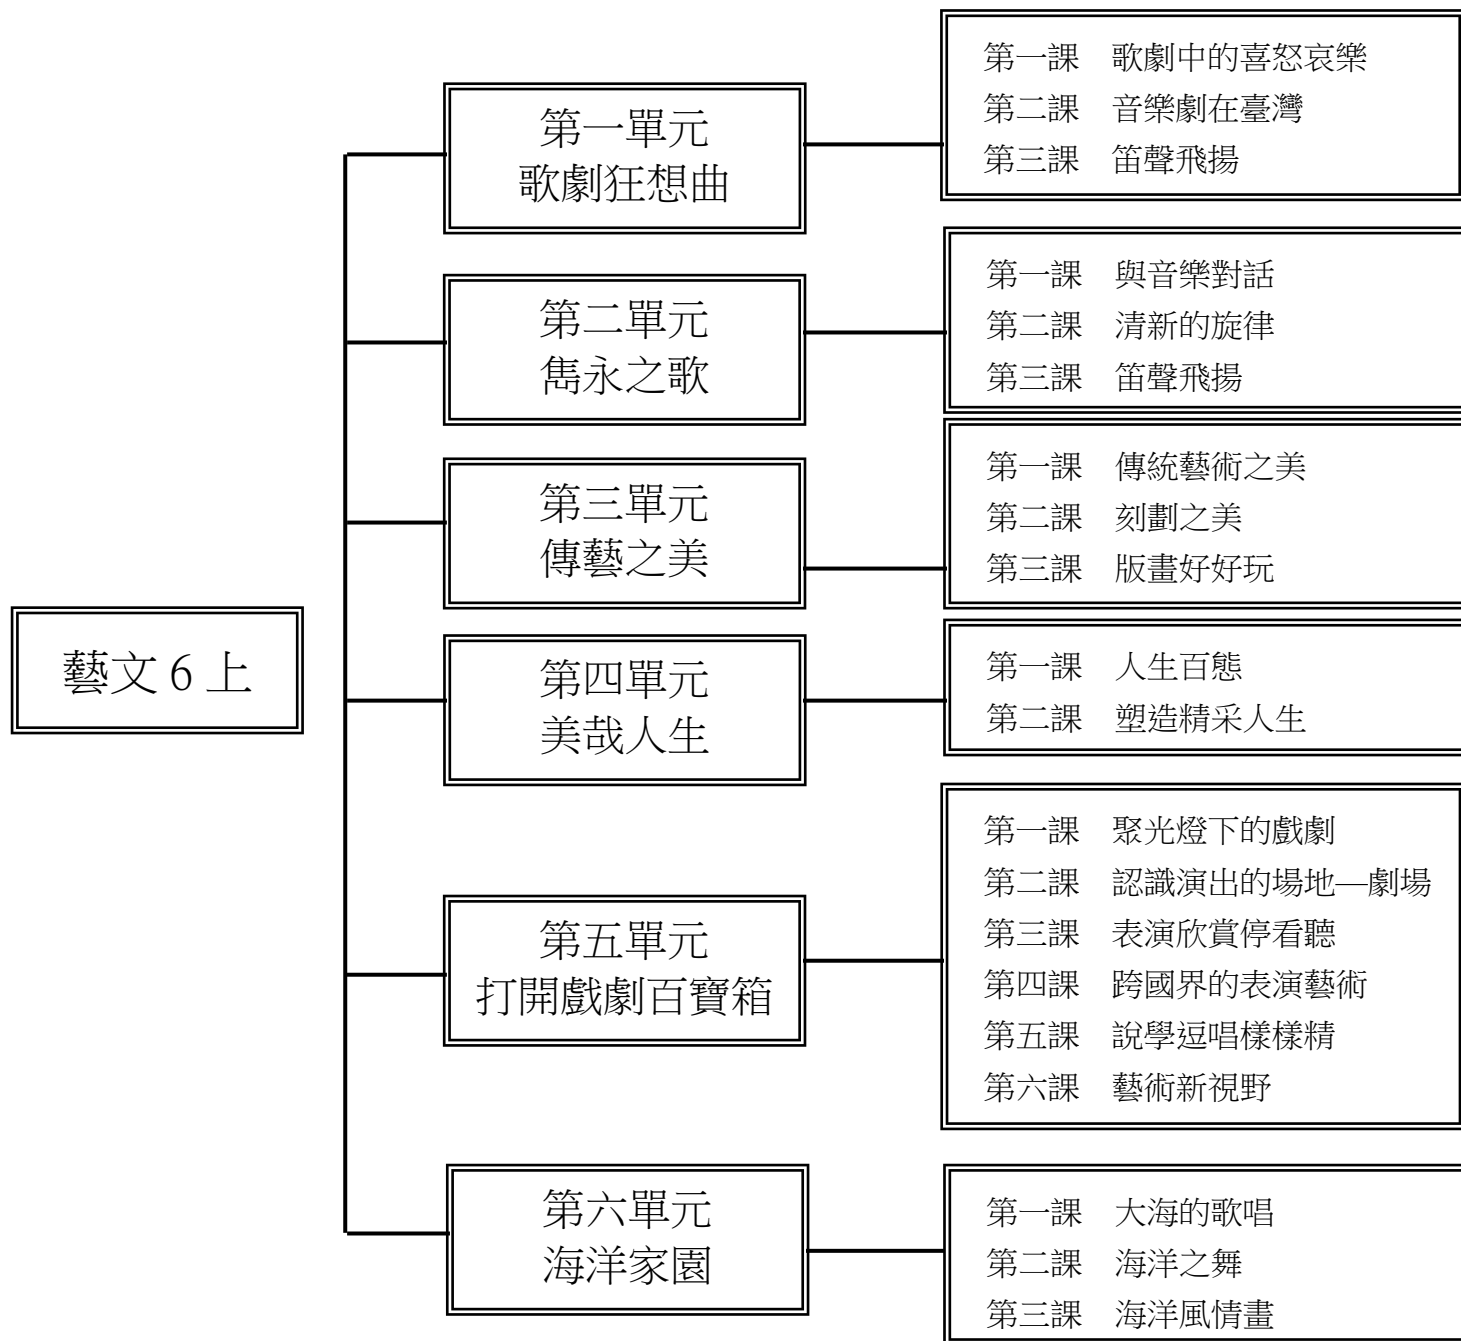 藝文 6 上
第一單元
歌劇狂想曲
第一課　歌劇中的喜怒哀樂
第二課　音樂劇在臺灣
第三課　笛聲飛揚
第二單元
雋永之歌
第一課　與音樂對話
第二課　清新的旋律
第三課　笛聲飛揚
第三單元
傳藝之美
第一課　傳統藝術之美
第二課　刻劃之美
第三課　版畫好好玩
第四單元
美哉人生
第一課　人生百態
第二課　塑造精采人生
第五單元
打開戲劇百寶箱
第一課　聚光燈下的戲劇
第二課　認識演出的場地—劇場
第三課　表演欣賞停看聽
第四課　跨國界的表演藝術
第五課　說學逗唱樣樣精
第六課　藝術新視野
第六單元
海洋家園
第一課　大海的歌唱
第二課　海洋之舞
第三課　海洋風情畫